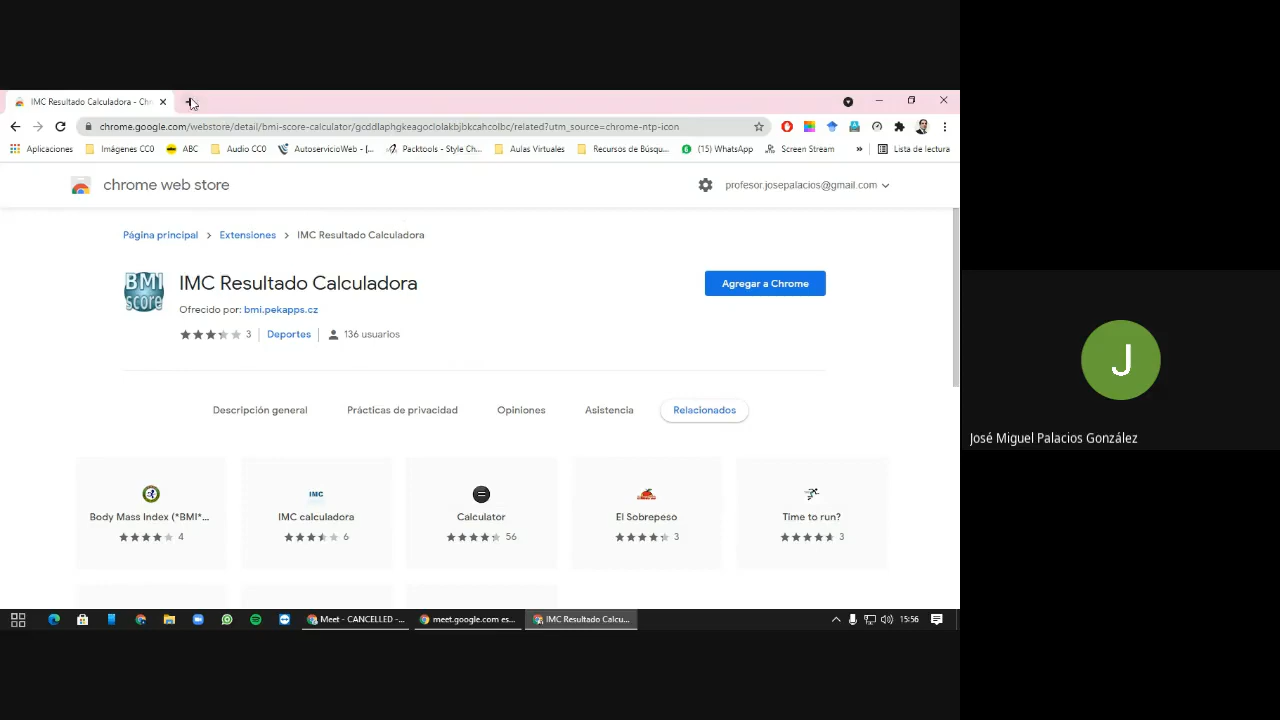 IMC Resultado Calculadora - Chr
chrome.google.com/webstore/detail/bmi-score-calculator/gcddlaphgkeagoclolakbjbkcahcolbc/related?utm_source=chrome-ntp-icon
Aplicaciones Imágenes CC0 ABC Audio CC0 AutoservicioWeb - [... Packtools - Style Ch... Aulas Virtuales Recursos de Búsqu... (15) WhatsApp Screen Stream » Lista de lectura
chrome web store
profesor.josepalacios@gmail.com
Página principal > Extensiones > IMC Resultado Calculadora
BMI
score
IMC Resultado Calculadora
Agregar a Chrome
Ofrecido por: bmi.pekapps.cz
3 Deportes 136 usuarios
Descripción general Prácticas de privacidad Opiniones Asistencia Relacionados
IMC
Body Mass Index (*BMI*... IMC calculadora Calculator El Sobrepeso Time to run?
4 6 56 3 3
J
José Miguel Palacios González
Meet - CANCELLED -... meet.google.com es... IMC Resultado Calcu... 15:56